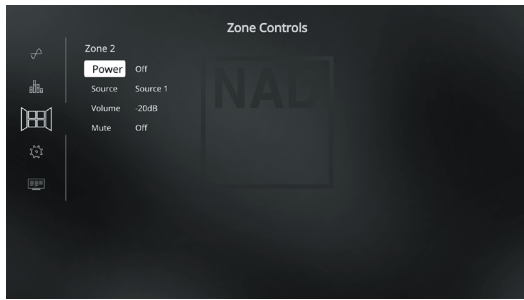 Zone Controls
Zone 2
Power Off
Source Source 1
Volume -20dB
Mute Off
NAD